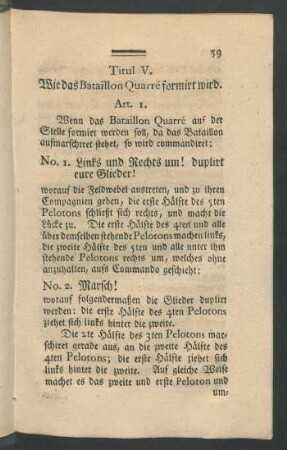 59
Titul V.
Wie das Bataillon Quarré formirt wird.
Art. 1.
Wenn das Bataillon Quarré auf der
Stelle formirt werden soll, da das Bataillon
aufmarschiret stehet, so wird commandiret;
No. 1. Links und Rechts um! duplirt
eure Glieder!
worauf die Feldwebel austreten, und zu ihren
Compagnien gehen, die erste Hälfte des 5ten
Pelotons schließt sich rechts, und macht die
Lücke zu. Die erste Hälfte des 4ten und alle
über demselben stehende Pelotons machen links,
die zweite Hälfte des 3ten und alle unter ihm
stehende Pelotons rechts um, welches ohne
anzuhalten, aufs Commando geschieht:
No. 2. Marsch!
worauf folgendermaßen die Glieder duplirt
werden: die erste Hälfte des 4ten Pelotons
ziehet sich links hinter die zweite.
Die 2te Hälfte des 3ten Pelotons mar-
schiret gerade aus, an die zweite Hälfte des
4ten Pelotons; die erste Hälfte ziehet sich
links hinter die zweite. Auf gleiche Weise
machet es das zweite und erste Peloton und
um-